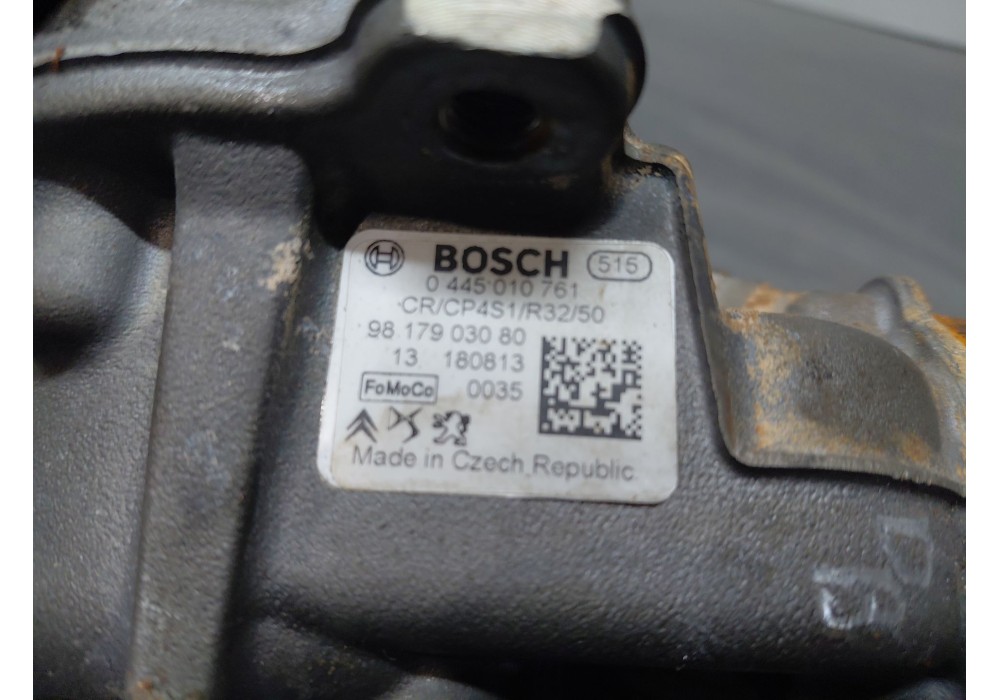 BOSCH 515
0 445 010 761
CR/CP4S1/R32/50
98 179 030 80
13 180813
FoMoCo 0035
Made in Czech Republic